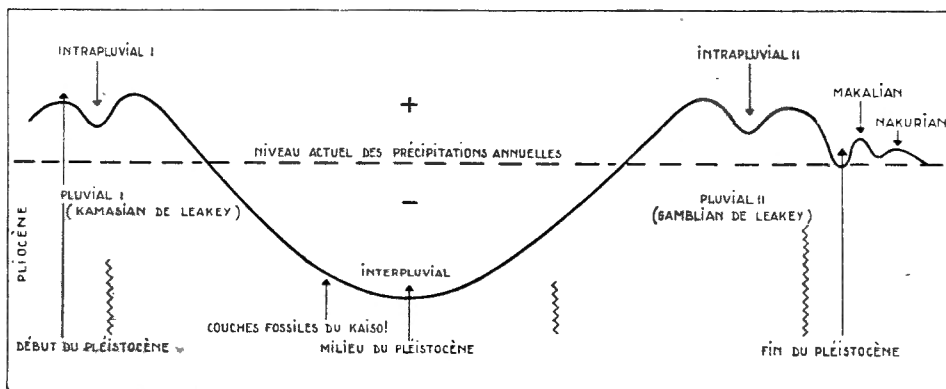 INTRAPLUVIAL I
INTRAPLUVIAL II
MAKALIAN
NAKURIAN
+
NIVEAU ACTUEL DES PRÉCIPITATIONS ANNUELLES
−
PLUVIAL I
(KAMASIAN DE LEAKEY)
PLUVIAL II
(GAMBLIAN DE LEAKEY)
PLIOCÈNE
INTERPLUVIAL
COUCHES FOSSILES DU KAISO!
DÉBUT DU PLÉISTOCÈNE
MILIEU DU PLÉISTOCÈNE
FIN DU PLÉISTOCÈNE